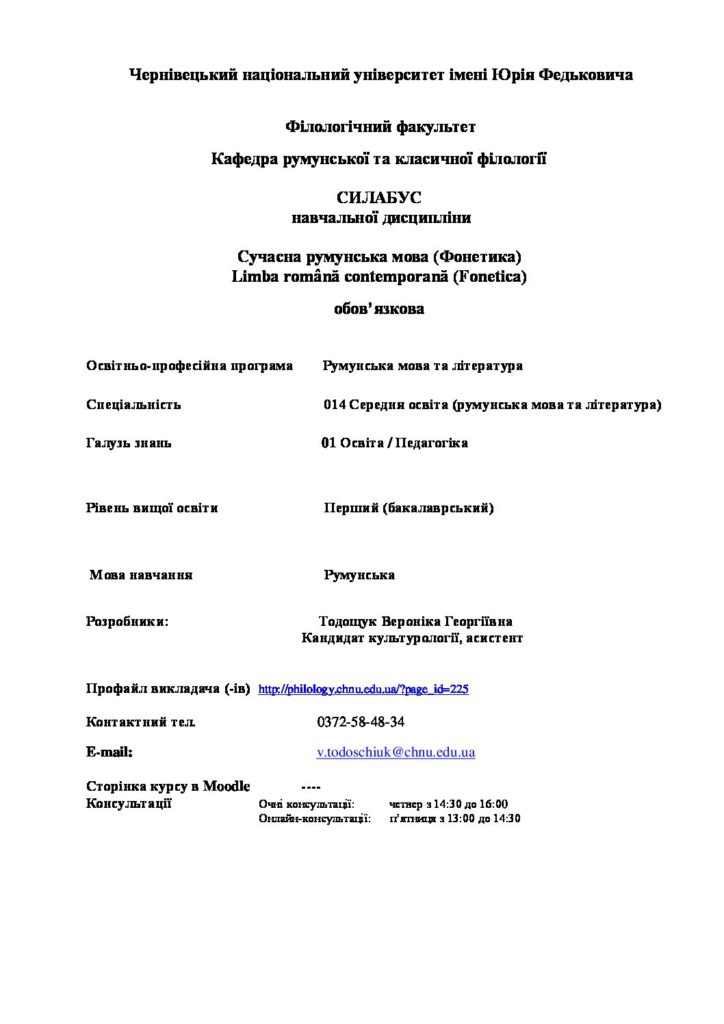 Чернівецький національний університет імені Юрія Федьковича
Філологічний факультет
Кафедра румунської та класичної філології
СИЛАБУС
навчальної дисципліни
Сучасна румунська мова (Фонетика)
Limba română contemporană (Fonetica)
обов’язкова
Освітньо-професійна програма Румунська мова та література
Спеціальність 014 Середня освіта (румунська мова та література)
Галузь знань 01 Освіта / Педагогіка
Рівень вищої освіти Перший (бакалаврський)
Мова навчання Румунська
Розробники: Тодощук Вероніка Георгіївна
Кандидат культурології, асистент
Профайл викладача (-ів) http://philology.chnu.edu.ua/?page_id=225
Контактний тел. 0372-58-48-34
E-mail: v.todoschiuk@chnu.edu.ua
Сторінка курсу в Moodle ----
Консультації Очні консультації: четвер з 14:30 до 16:00
Онлайн-консультації: п’ятниця з 13:00 до 14:30